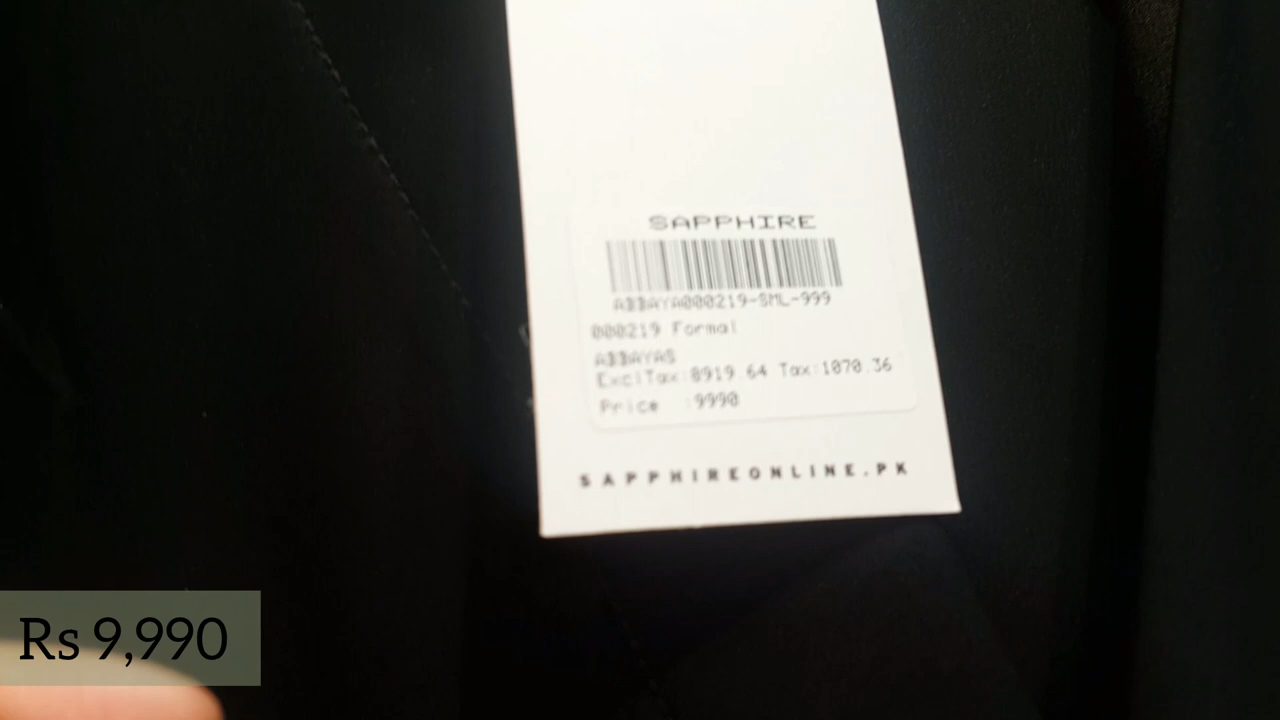 SAPPHIRE
ABBAYA000219-SML-999
000219 Formal
ABBAYAS
ExclTax:8919.64 Tax:1070.36
Price :9990
SAPPHIREONLINE.PK
Rs 9,990